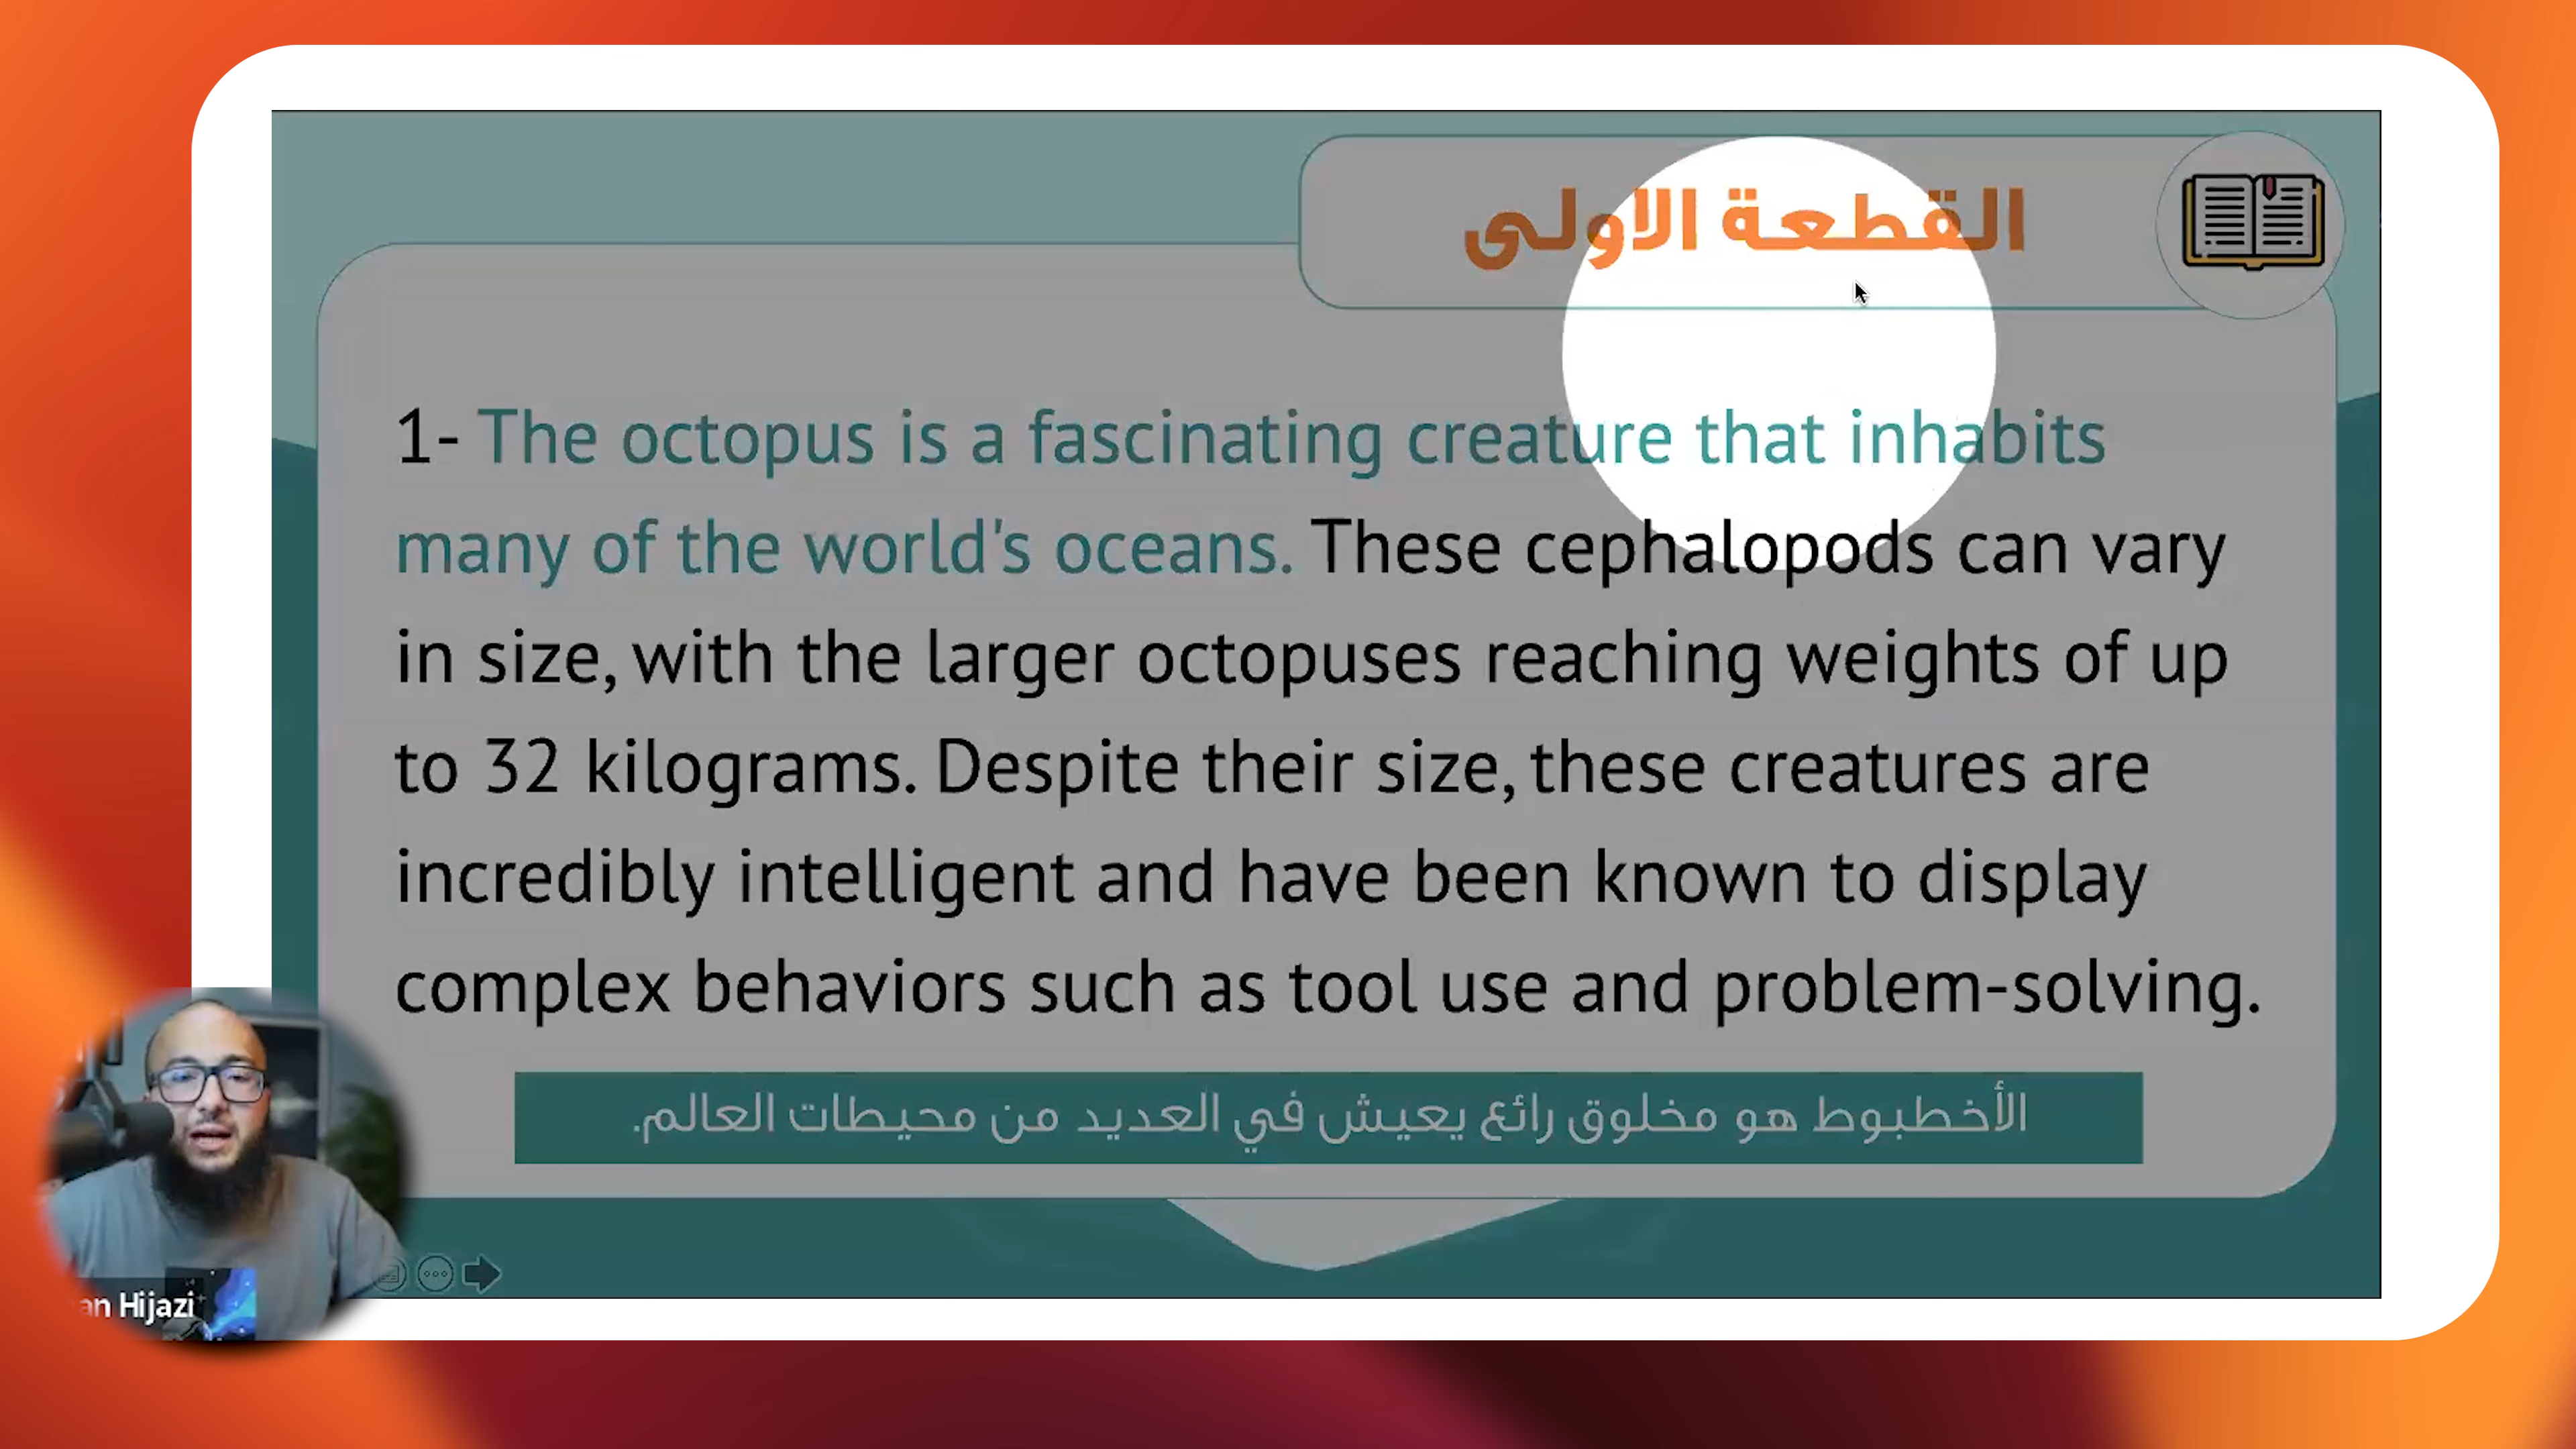 القطعة الاولى
1- The octopus is a fascinating creature that inhabits
many of the world's oceans. These cephalopods can vary
in size, with the larger octopuses reaching weights of up
to 32 kilograms. Despite their size, these creatures are
incredibly intelligent and have been known to display
complex behaviors such as tool use and problem-solving.
الأخطبوط هو مخلوق رائع يعيش في العديد من محيطات العالم.
Hijazi